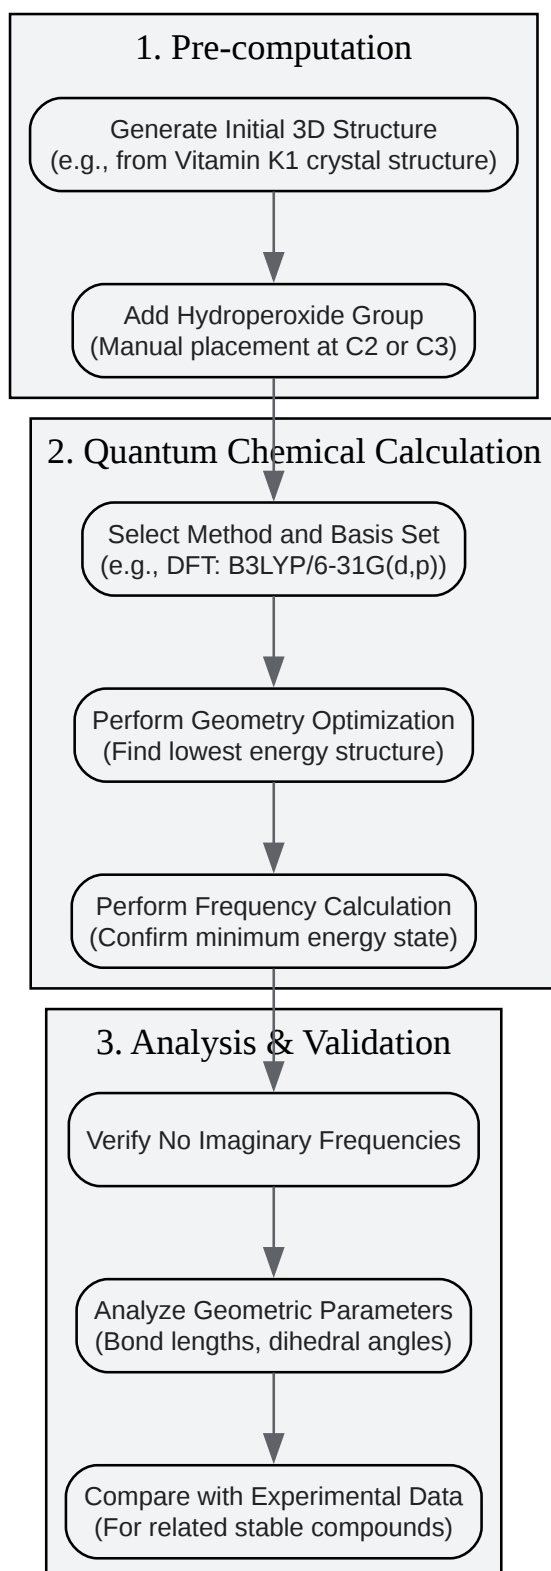 1. Pre-computation
Generate Initial 3D Structure
(e.g., from Vitamin K1 crystal structure)
Add Hydroperoxide Group
(Manual placement at C2 or C3)
2. Quantum Chemical Calculation
Select Method and Basis Set
(e.g., DFT: B3LYP/6-31G(d,p))
Perform Geometry Optimization
(Find lowest energy structure)
Perform Frequency Calculation
(Confirm minimum energy state)
3. Analysis & Validation
Verify No Imaginary Frequencies
Analyze Geometric Parameters
(Bond lengths, dihedral angles)
Compare with Experimental Data
(For related stable compounds)